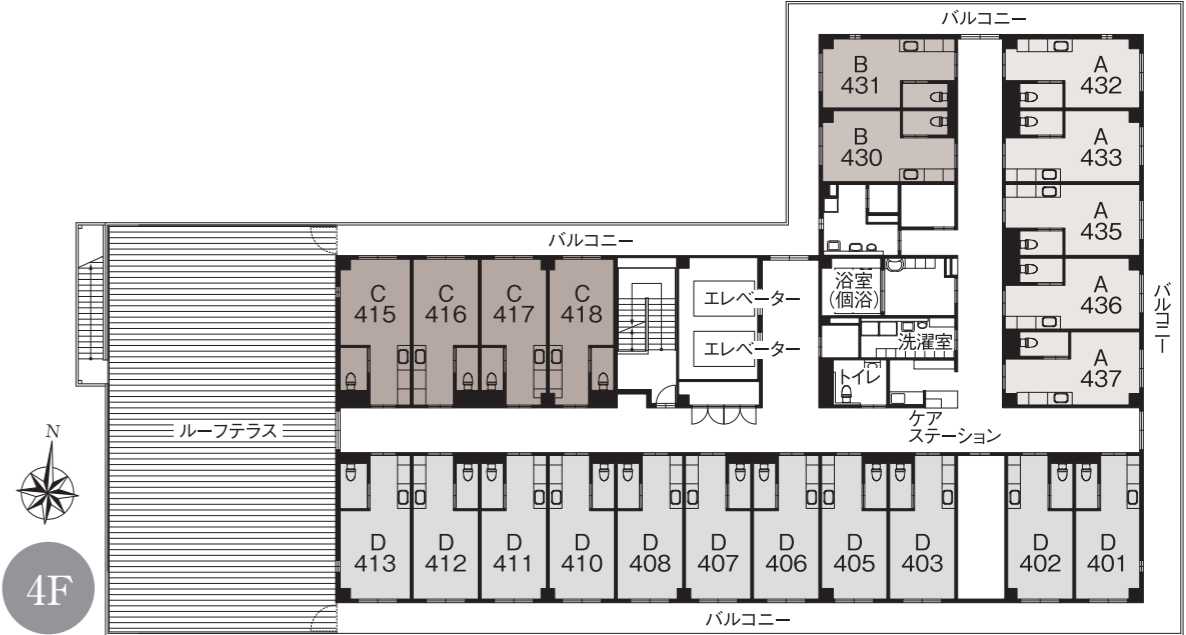 バルコニー
B
431
A
432
B
430
A
433
A
435
バルコニー
C
415
C
416
C
417
C
418
エレベーター
浴室
(個浴)
A
436
バルコニー
エレベーター
洗濯室
トイレ
A
437
ケア
ステーション
ルーフテラス
N
D
413
D
412
D
411
D
410
D
408
D
407
D
406
D
405
D
403
D
402
D
401
4F
バルコニー